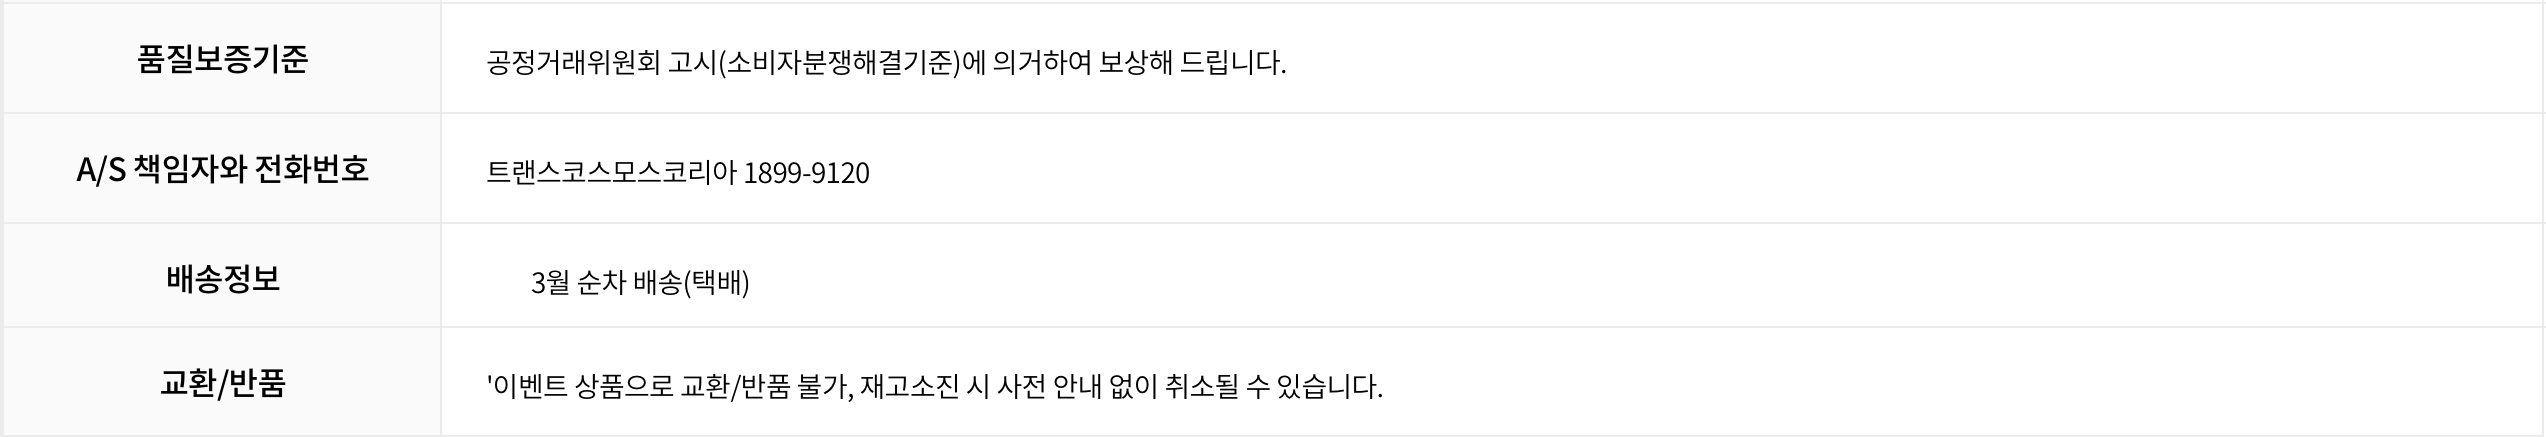 품질보증기준
공정거래위원회 고시(소비자분쟁해결기준)에 의거하여 보상해 드립니다.
A/S 책임자와 전화번호
트랜스코스모스코리아 1899-9120
배송정보
3월 순차 배송(택배)
교환/반품
'이벤트 상품으로 교환/반품 불가, 재고소진 시 사전 안내 없이 취소될 수 있습니다.